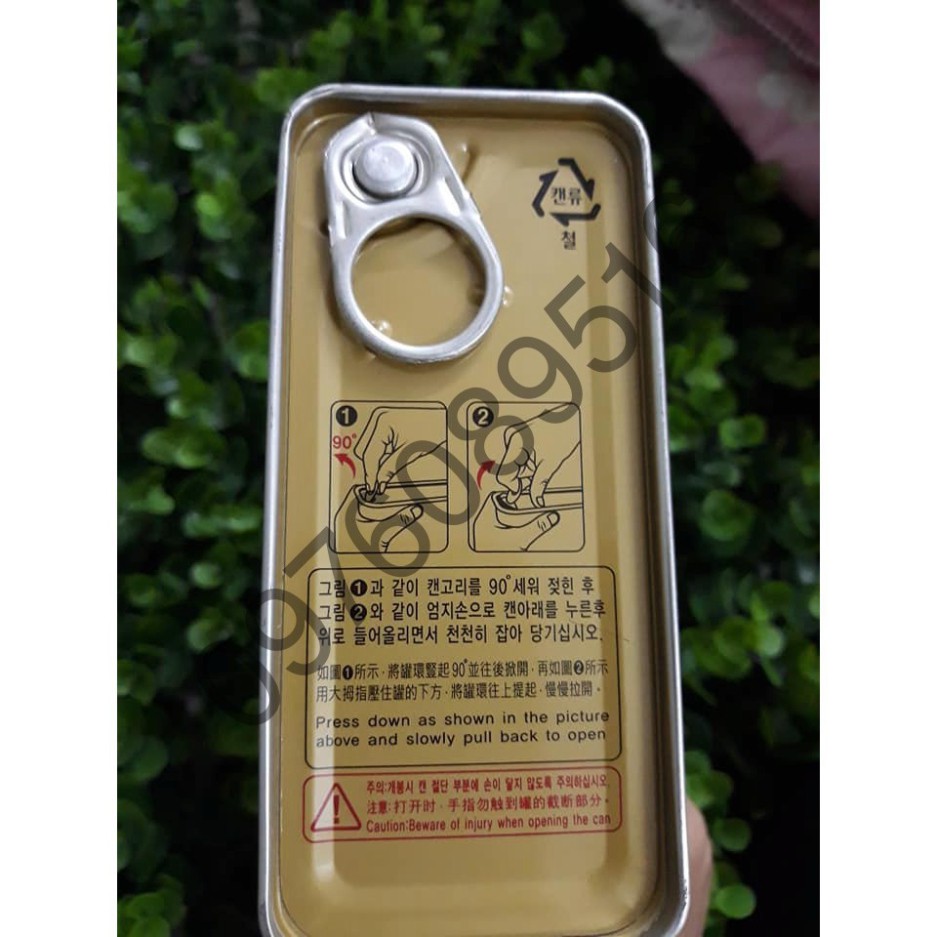 캔류
철
1
90°
2
그림 1 과 같이 캔고리를 90°세워 젖힌 후
그림 2 와 같이 엄지손으로 캔아래를 누른후
위로 들어올리면서 천천히 잡아 당기십시오.
如圖1所示，將罐環豎起90°並往後掀開，再如圖2所示
用大拇指壓住罐的下方，將罐環往上提起，慢慢拉開。
Press down as shown in the picture
above and slowly pull back to open
주의:개봉시 캔 절단 부분에 손이 닿지 않도록 주의하십시오.
注意:打开时，手指勿触到罐的截断部分。
Caution:Beware of injury when opening the can